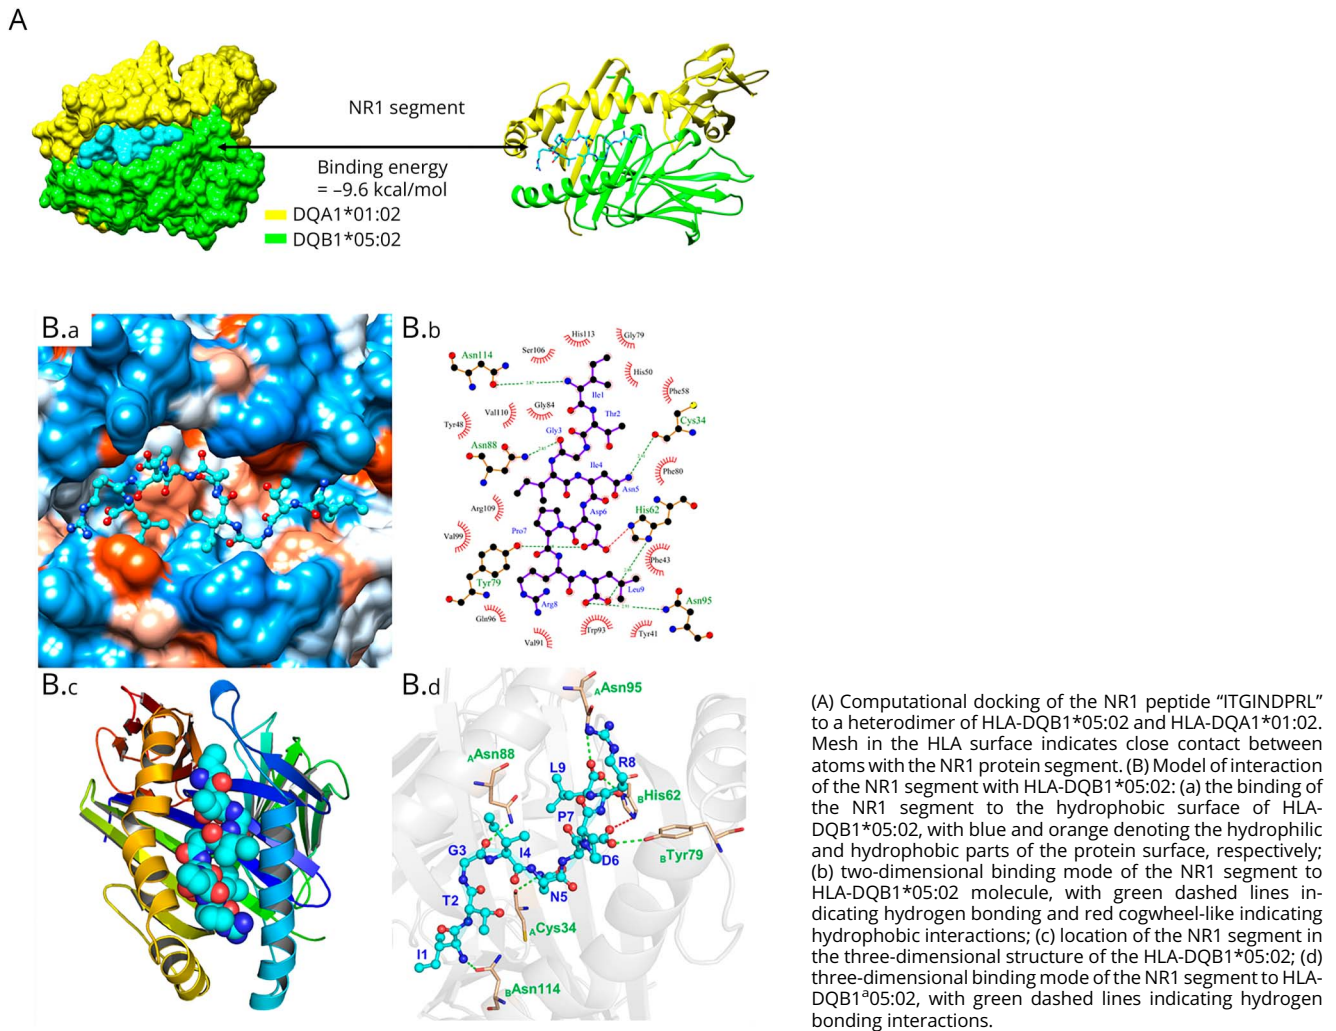 A
NR1 segment
Binding energy
= –9.6 kcal/mol
DQA1*01:02
DQB1*05:02
B.a
B.b
His113
Gly79
Ser106
Asn114
His50
Ile1
Phe58
Thr2
Val110
Gly84
Tyr48
Gly3
Cys34
Asn88
Ile4
Phe80
Asn5
Arg109
Asp6
His62
Val99
Pro7
Phe43
Tyr79
Leu9
Arg8
Asn95
Gln96
Val91
Trp93
Tyr41
B.c
B.d
AAsn95
AAsn88
L9
R8
BHis62
P7
G3
I4
D6
BTyr79
N5
T2
ACys34
I1
BAsn114
(A) Computational docking of the NR1 peptide “ITGINDPRL”
to a heterodimer of HLA-DQB1*05:02 and HLA-DQA1*01:02.
Mesh in the HLA surface indicates close contact between
atoms with the NR1 protein segment. (B) Model of interaction
of the NR1 segment with HLA-DQB1*05:02: (a) the binding of
the NR1 segment to the hydrophobic surface of HLA-
DQB1*05:02, with blue and orange denoting the hydrophilic
and hydrophobic parts of the protein surface, respectively;
(b) two-dimensional binding mode of the NR1 segment to
HLA-DQB1*05:02 molecule, with green dashed lines in-
dicating hydrogen bonding and red cogwheel-like indicating
hydrophobic interactions; (c) location of the NR1 segment in
the three-dimensional structure of the HLA-DQB1*05:02; (d)
three-dimensional binding mode of the NR1 segment to HLA-
DQB1ª05:02, with green dashed lines indicating hydrogen
bonding interactions.